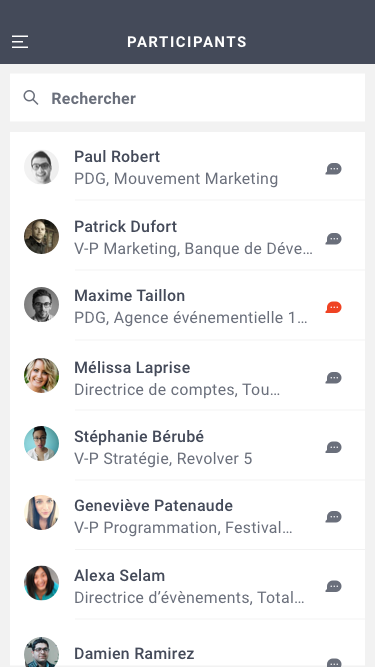 PARTICIPANTS
Rechercher
Paul Robert
PDG, Mouvement Marketing
Patrick Dufort
V-P Marketing, Banque de Déve…
Maxime Taillon
PDG, Agence événementielle 1…
Mélissa Laprise
Directrice de comptes, Tou…
Stéphanie Bérubé
V-P Stratégie, Revolver 5
Geneviève Patenaude
V-P Programmation, Festival…
Alexa Selam
Directrice d’évènements, Total…
Damien Ramirez